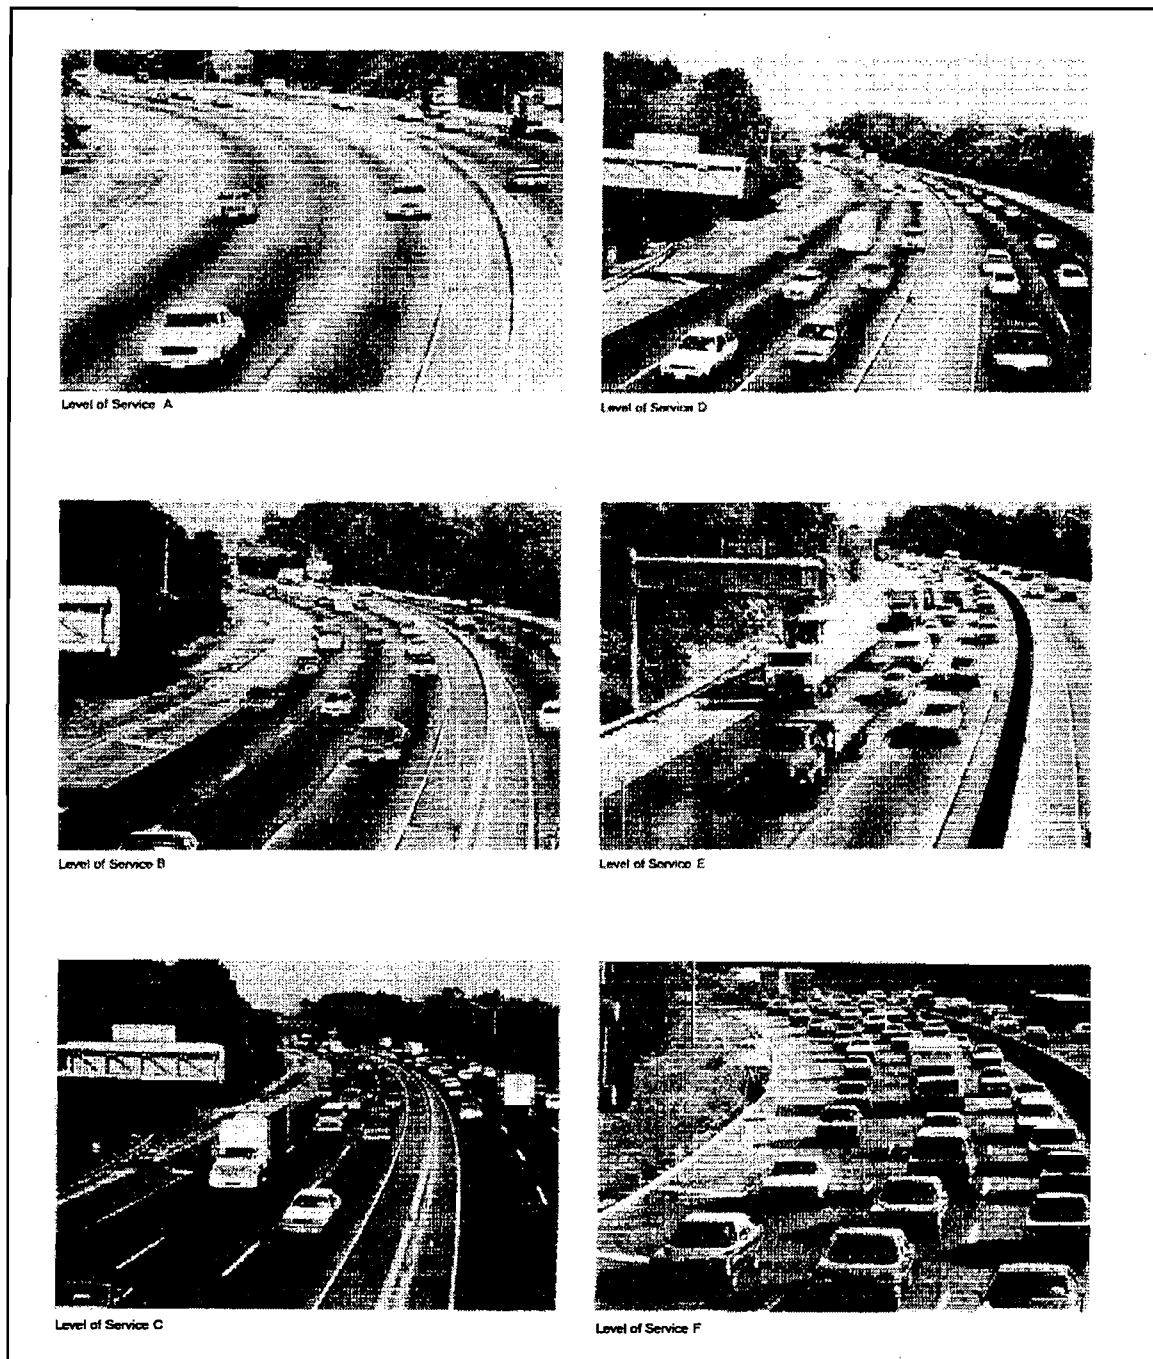 Level of Service A
Level of Service D
Level of Service B
Level of Service E
Level of Service C
Level of Service F